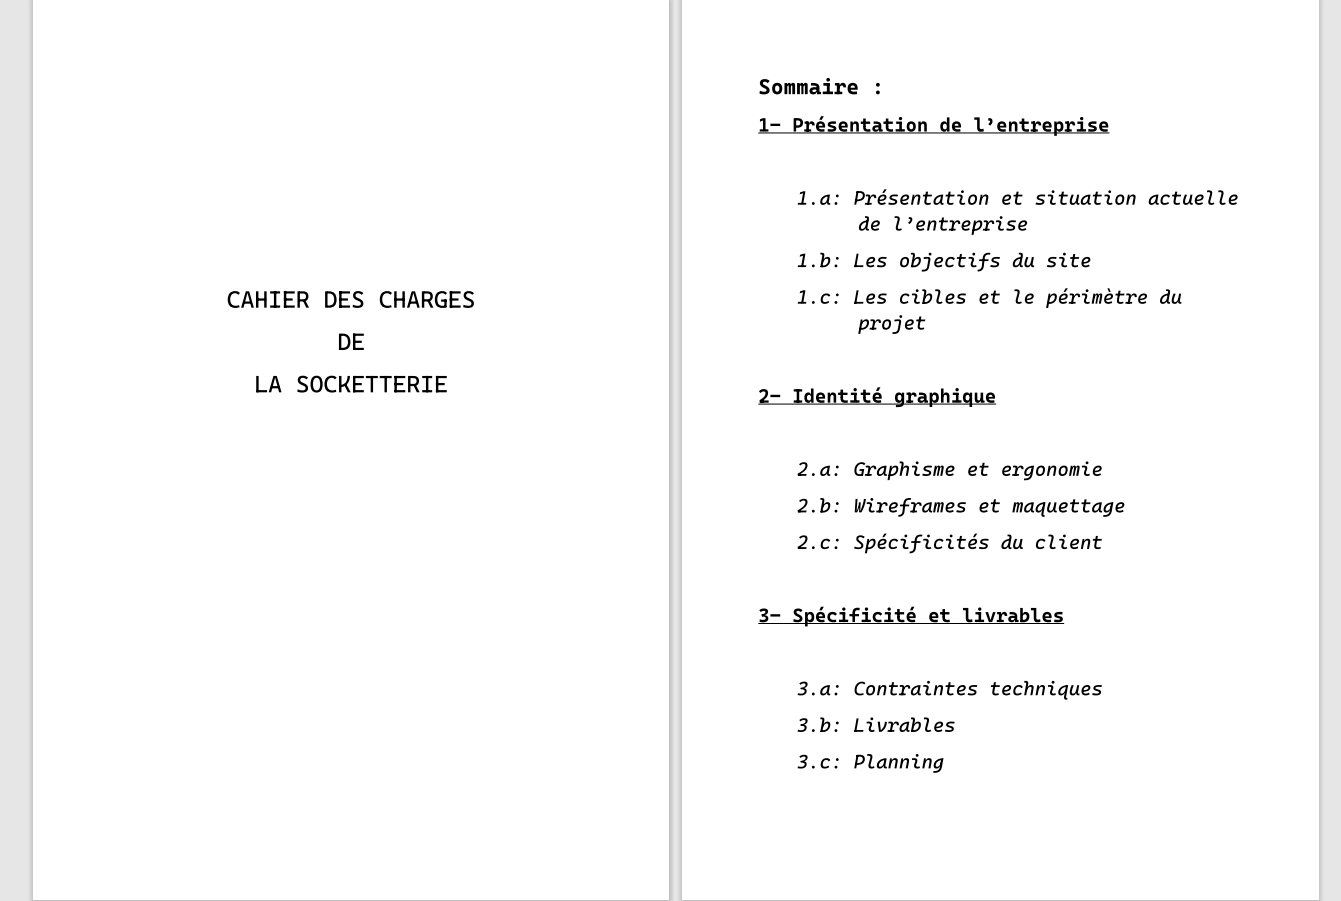 CAHIER DES CHARGES
DE
LA SOCKETTERIE
Sommaire :
1- Présentation de l’entreprise
1.a: Présentation et situation actuelle
de l’entreprise
1.b: Les objectifs du site
1.c: Les cibles et le périmètre du
projet
2- Identité graphique
2.a: Graphisme et ergonomie
2.b: Wireframes et maquettage
2.c: Spécificités du client
3- Spécificité et livrables
3.a: Contraintes techniques
3.b: Livrables
3.c: Planning